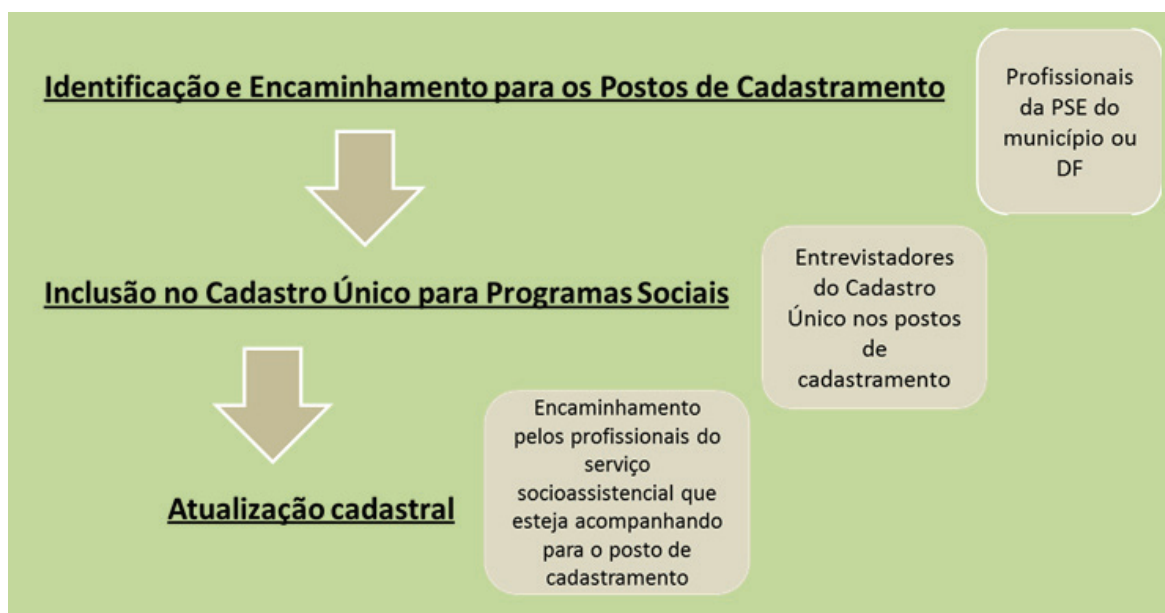 Identificação e Encaminhamento para os Postos de Cadastramento
Profissionais
da PSE do
município ou
DF
Inclusão no Cadastro Único para Programas Sociais
Entrevistadores
do Cadastro
Único nos postos
de
cadastramento
Atualização cadastral
Encaminhamento
pelos profissionais do
serviço
socioassistencial que
esteja acompanhando
para o posto de
cadastramento